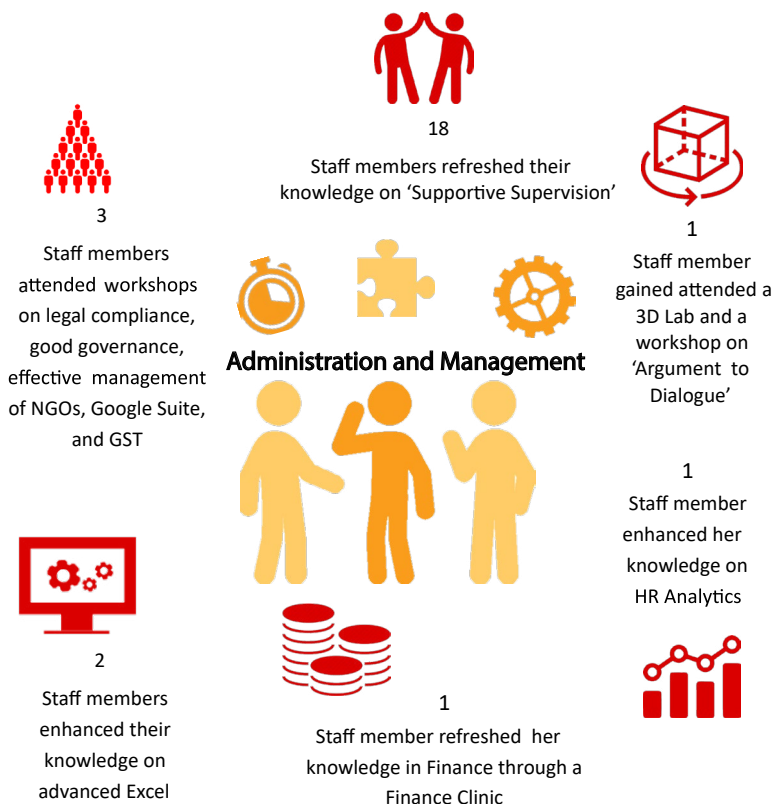 18
Staff members refreshed their
knowledge on ‘Supportive Supervision’
3
Staff members
attended workshops
on legal compliance,
good governance,
effective management
of NGOs, Google Suite,
and GST
1
Staff member
gained attended a
3D Lab and a
workshop on
‘Argument to
Dialogue’
Administration and Management
1
Staff member
enhanced her
knowledge on
HR Analytics
2
Staff members
enhanced their
knowledge on
advanced Excel
1
Staff member refreshed her
knowledge in Finance through a
Finance Clinic